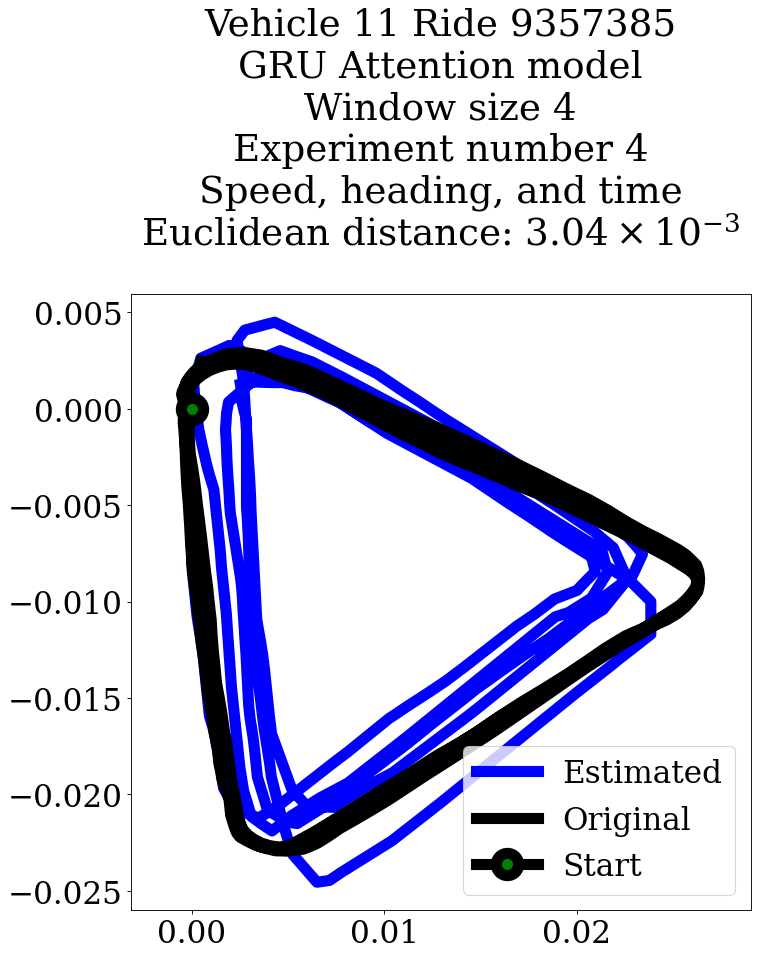 Vehicle 11 Ride 9357385
GRU Attention model
Window size 4
Experiment number 4
Speed, heading, and time
Euclidean distance: 3.04 × 10⁻³
0.005
0.000
−0.005
−0.010
−0.015
−0.020
−0.025
0.00 0.01 0.02
Estimated
Original
Start